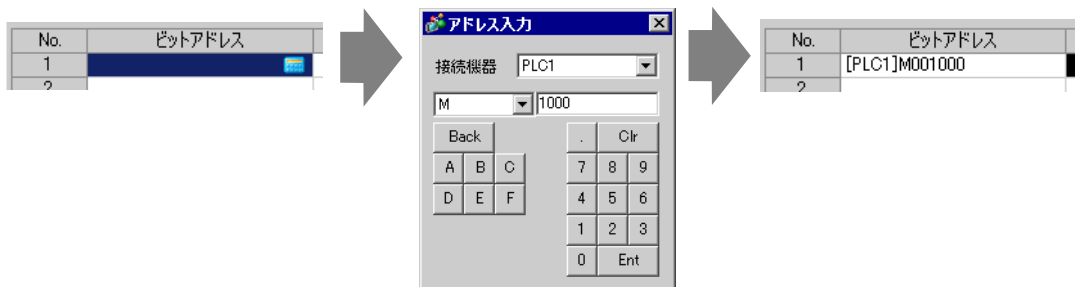 No. ビットアドレス
1
2
アドレス入力
接続機器 PLC1
M 1000
Back . Clr
A B C 7 8 9
D E F 4 5 6
1 2 3
0 Ent
No. ビットアドレス
1 [PLC1]M001000
2